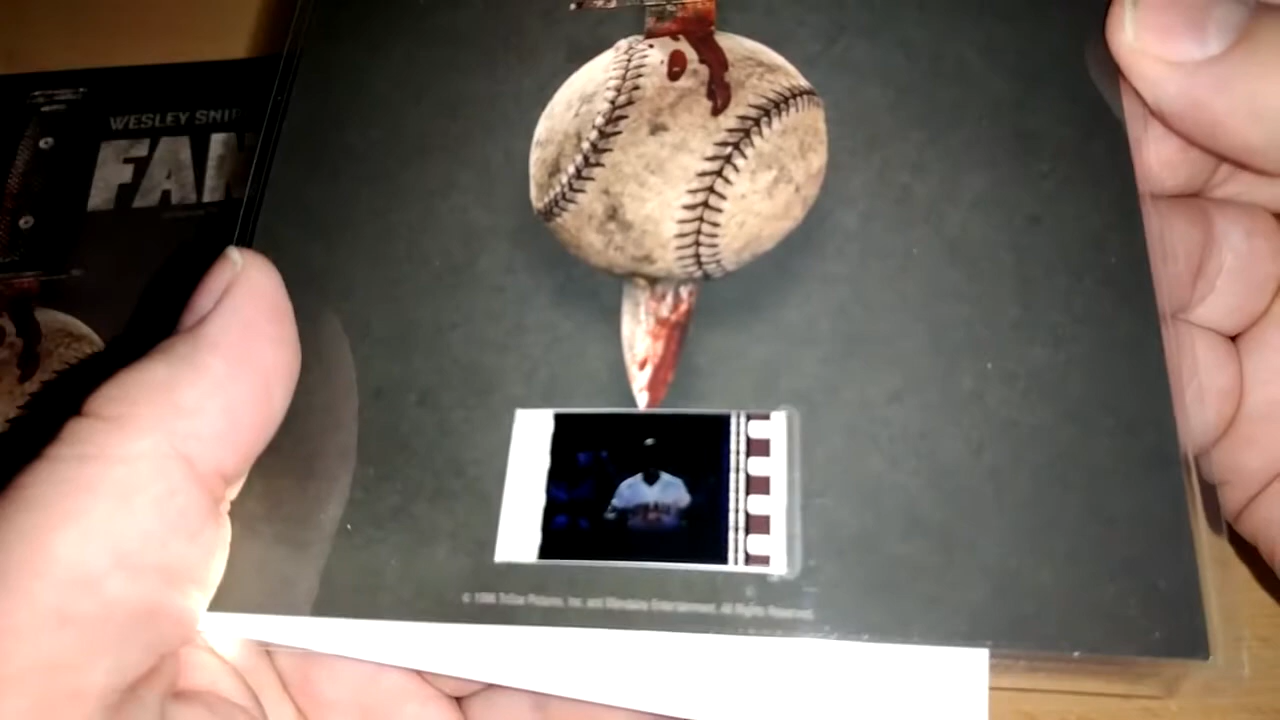 WESLEY SNI
FAN
© 1996 TriStar Pictures, Inc. and Mandalay Entertainment. All Rights Reserved.